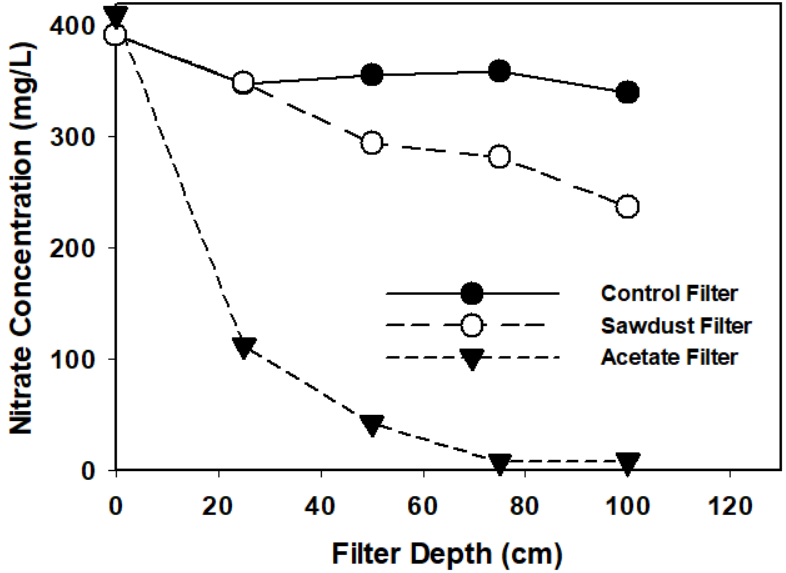 Nitrate Concentration (mg/L)
400
300
200
100
0
Control Filter
Sawdust Filter
Acetate Filter
0 20 40 60 80 100 120
Filter Depth (cm)